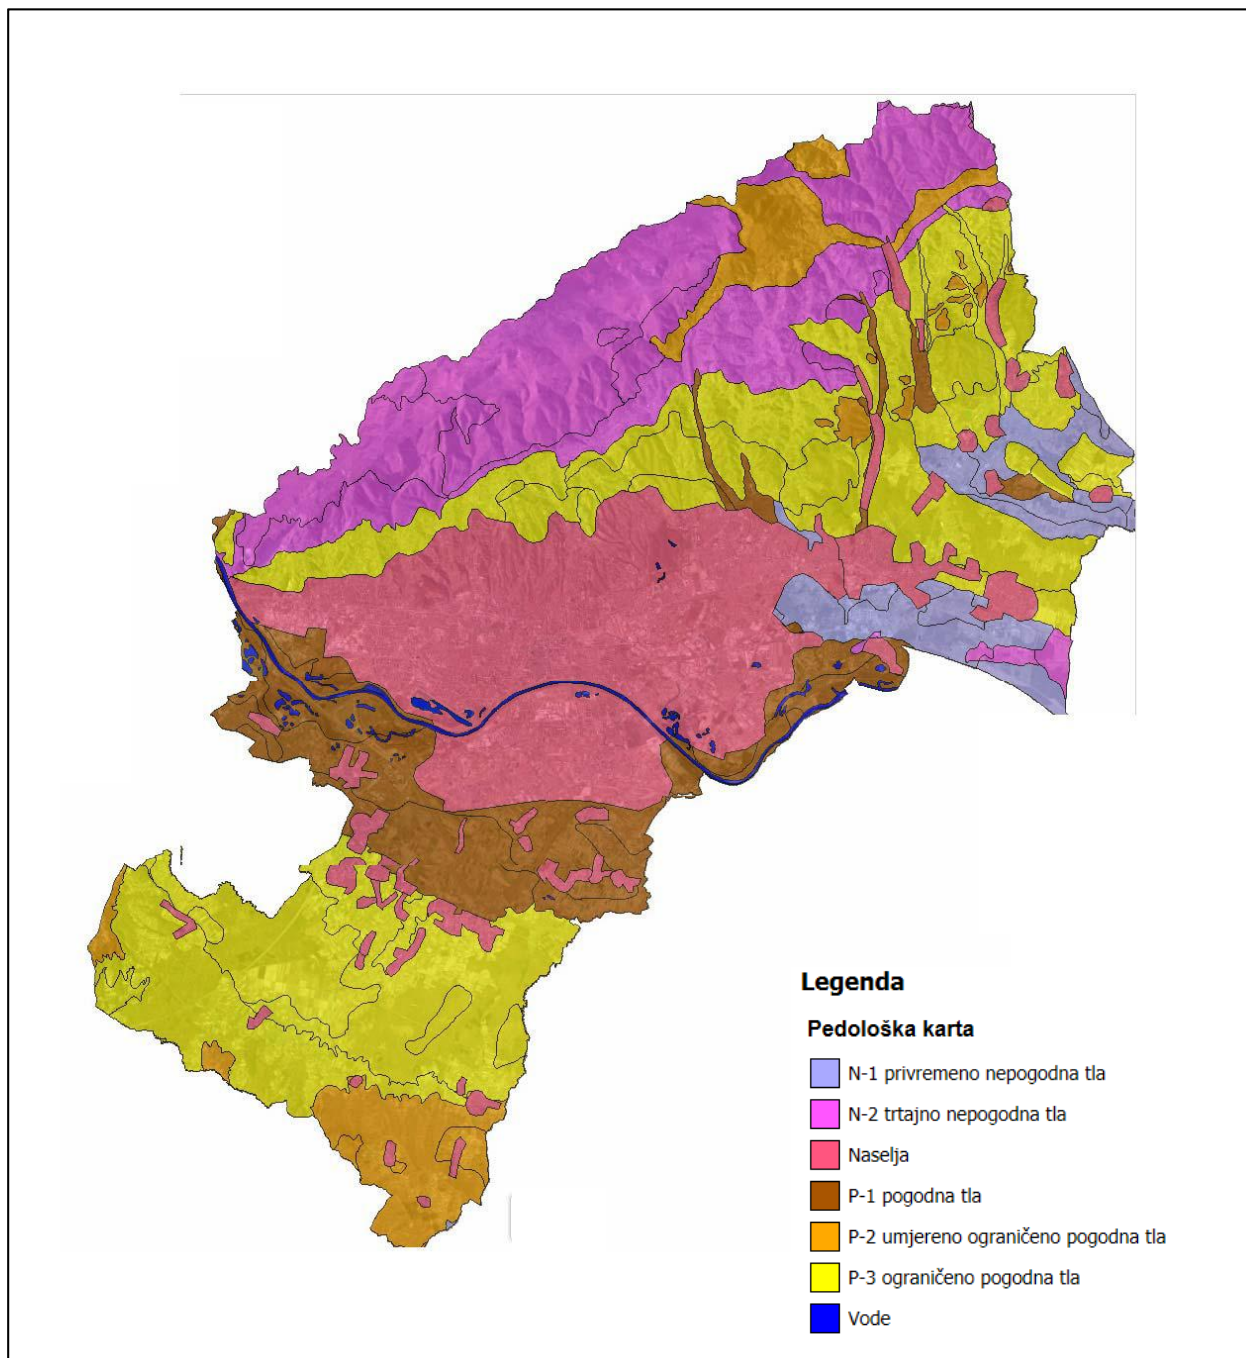 Legenda
Pedološka karta
N-1 privremeno nepogodna tla
N-2 trtajno nepogodna tla
Naselja
P-1 pogodna tla
P-2 umjereno ograničeno pogodna tla
P-3 ograničeno pogodna tla
Vode